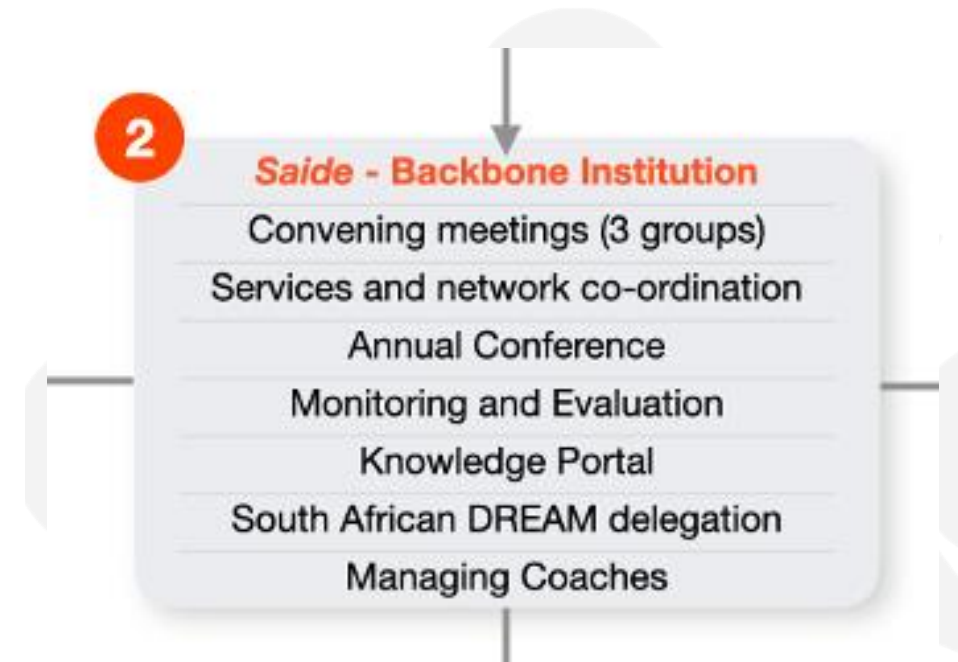 2
Saide - Backbone Institution
Convening meetings (3 groups)
Services and network co-ordination
Annual Conference
Monitoring and Evaluation
Knowledge Portal
South African DREAM delegation
Managing Coaches